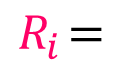 Rᵢ =